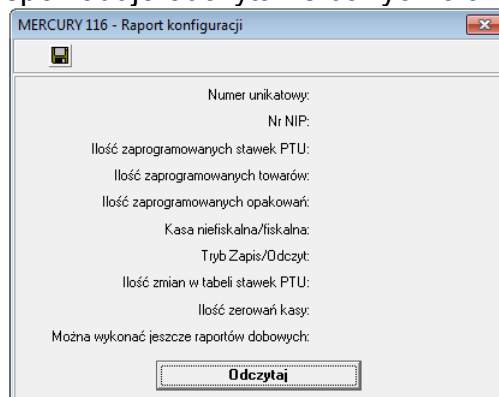 MERCURY 116 - Raport konfiguracji
Numer unikatowy:
Nr NIP:
Ilość zaprogramowanych stawek PTU:
Ilość zaprogramowanych towarów:
Ilość zaprogramowanych opakowań:
Kasa niefiskalna/fiskalna:
Tryb Zapis/Odczyt:
Ilość zmian w tabeli stawek PTU:
Ilość zerowań kasy:
Można wykonać jeszcze raportów dobowych:
Odczytaj